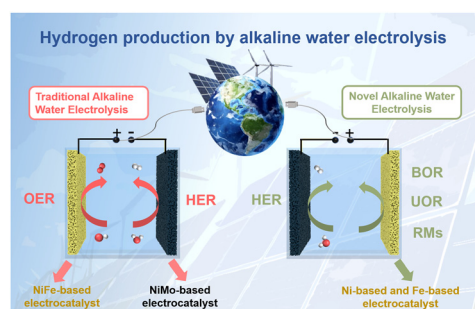 Hydrogen production by alkaline water electrolysis
Traditional Alkaline
Water Electrolysis
Novel Alkaline Water
Electrolysis
+ -
+ -
OER
HER
HER
BOR
UOR
RMs
NiFe-based
electrocatalyst
NiMo-based
electrocatalyst
Ni-based and Fe-based
electrocatalyst